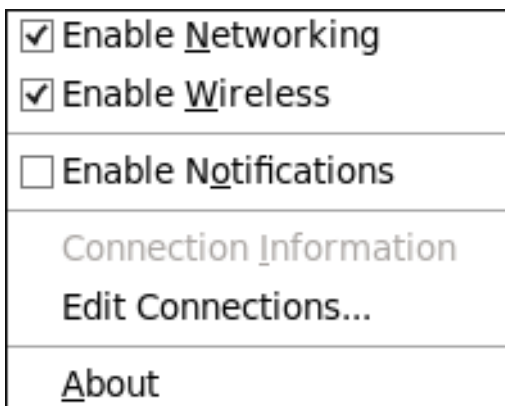 Enable Networking
Enable Wireless
Enable Notifications
Connection Information
Edit Connections...
About